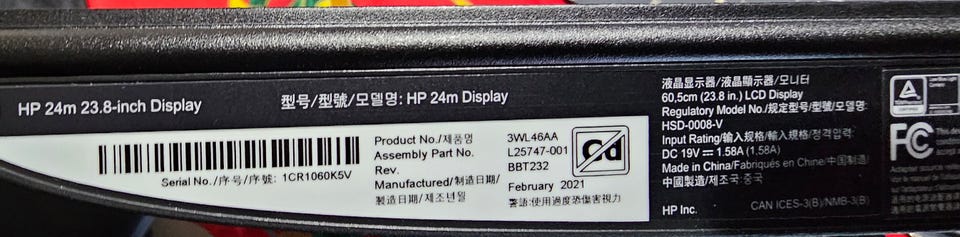 HP 24m 23.8-inch Display
型号/型號/모델명: HP 24m Display
Serial No./序号/序號: 1CR1060K5V
Product No./제품명 3WL46AA
Assembly Part No. L25747-001
Rev. BBT232
Manufactured/制造日期/
製造日期/제조년월 February 2021
警語:使用過度恐傷害視力
Pb
液晶显示器/液晶顯示器/모니터
60,5cm (23.8 in.) LCD Display
Regulatory Model No./规定型号/모델명:
HSD-0008-V
Input Rating/输入规格/輸入規格/정격입력:
DC 19V⎓1.58A (1.58A)
Made in China/Fabriqués en Chine/中国制造/
中國製造/제조국:중국
HP Inc. CAN ICES-3(B)/NMB-3(B)
TÜVRheinland
CERTIFIED
Low Blue Light
FC